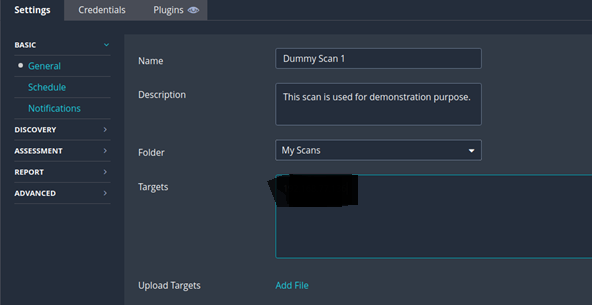 Settings
Credentials
Plugins
BASIC
General
Schedule
Notifications
DISCOVERY
ASSESSMENT
REPORT
ADVANCED
Name
Dummy Scan 1
Description
This scan is used for demonstration purpose.
Folder
My Scans
Targets
Upload Targets
Add File